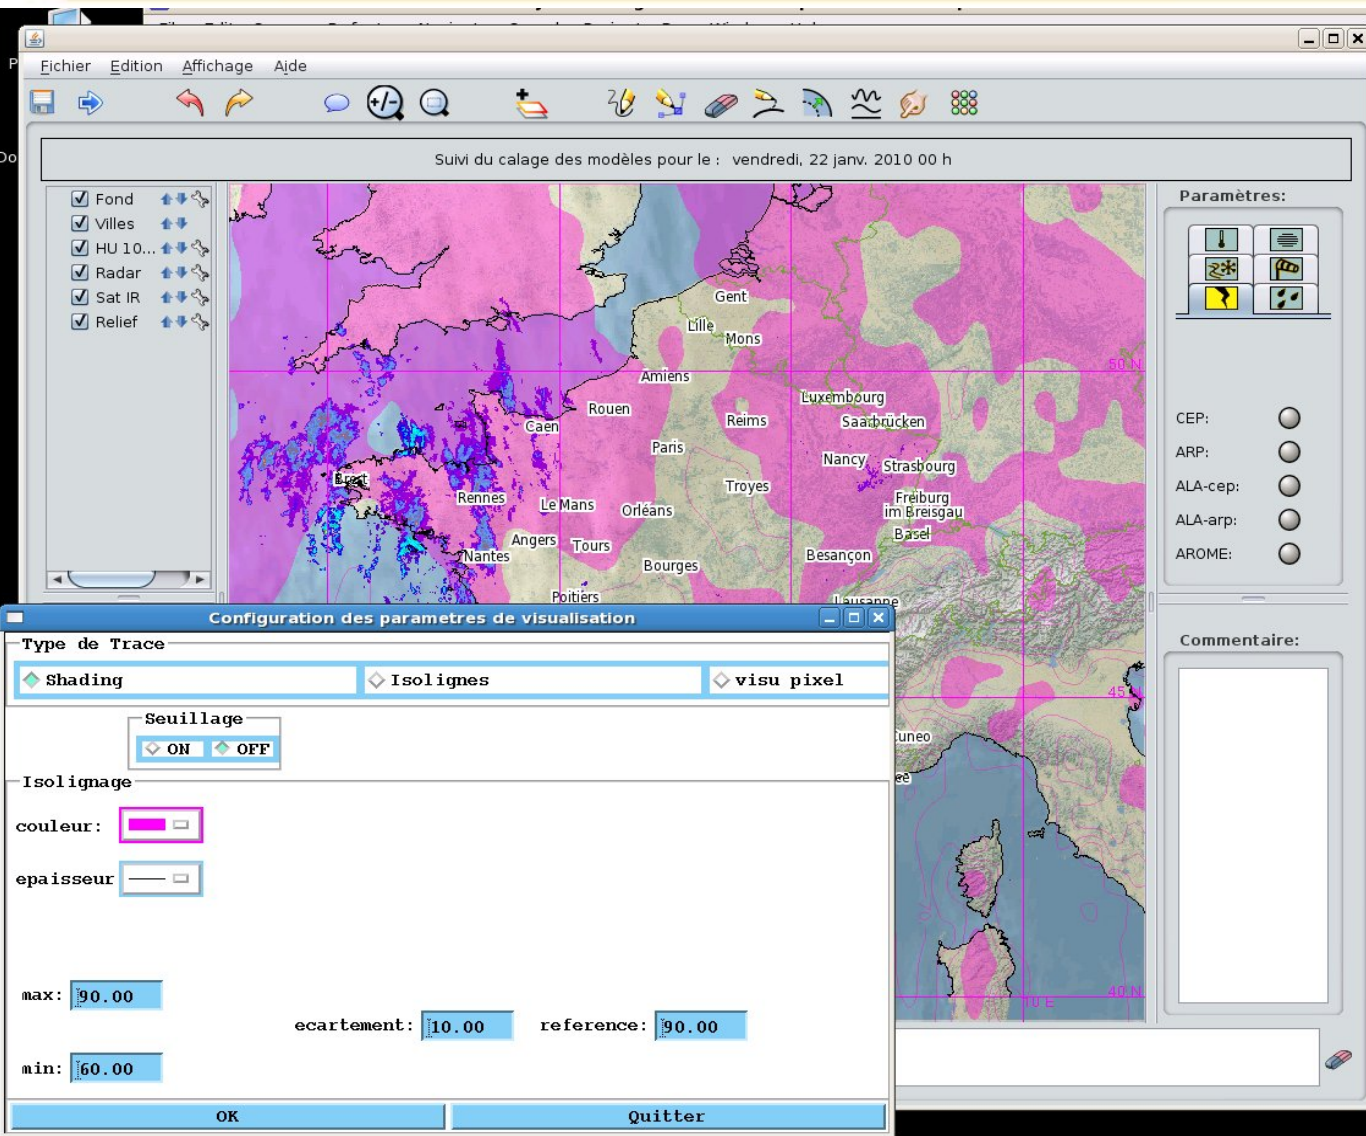 Fichier Edition Affichage Aide
Suivi du calage des modèles pour le : vendredi, 22 janv. 2010 00 h
Fond
Villes
HU 10...
Radar
Sat IR
Relief
Gent
Lille
Mons
50 N
Amiens
Luxembourg
Rouen
Reims
Saarbrücken
Caen
Paris
Nancy
Strasbourg
Brest
Troyes
Rennes
Freiburg
im Breisgau
Le Mans
Orléans
Basel
Angers
Tours
Nantes
Besançon
Bourges
Poitiers
Lausanne
45 N
Cuneo
40 N
10 E
Paramètres:
CEP:
ARP:
ALA-cep:
ALA-arp:
AROME:
Commentaire:
Configuration des parametres de visualisation
Type de Trace
Shading Isolignes visu pixel
Seuillage
ON OFF
Isolignage
couleur:
epaisseur
max: 90.00
ecartement: 10.00 reference: 90.00
min: 60.00
OK Quitter